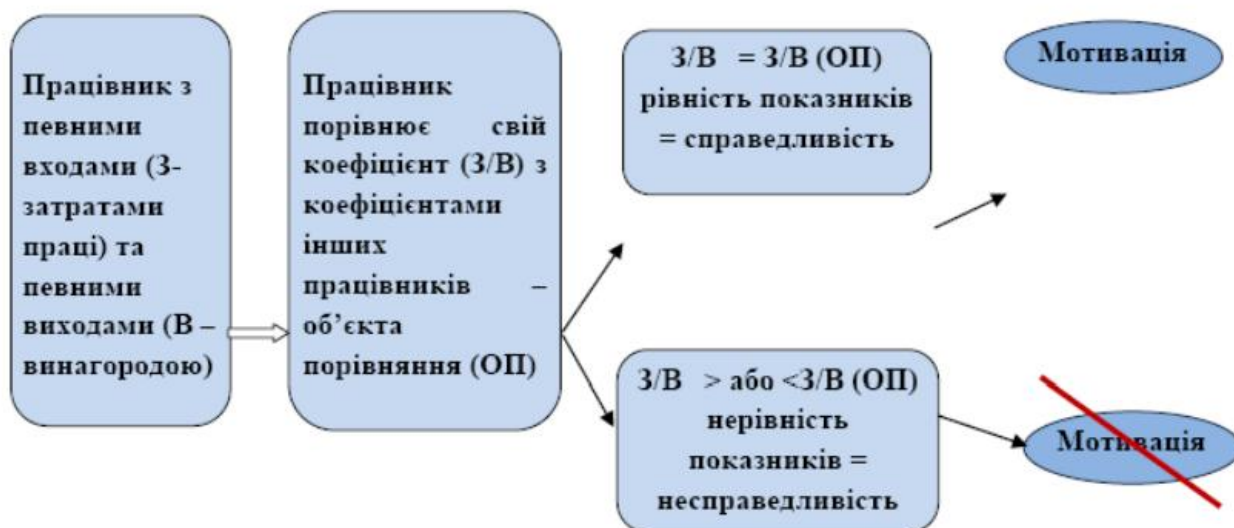 Працівник з
певними
входами (З-
затратами
праці) та
певними
виходами (В –
винагородою)
Працівник
порівнює свій
коефіцієнт (З/В) з
коефіцієнтами
інших
працівників –
об’єкта
порівняння (ОП)
З/В = З/В (ОП)
рівність показників
= справедливість
Мотивація
З/В > або <З/В (ОП)
нерівність
показників =
несправедливість
Мотивація